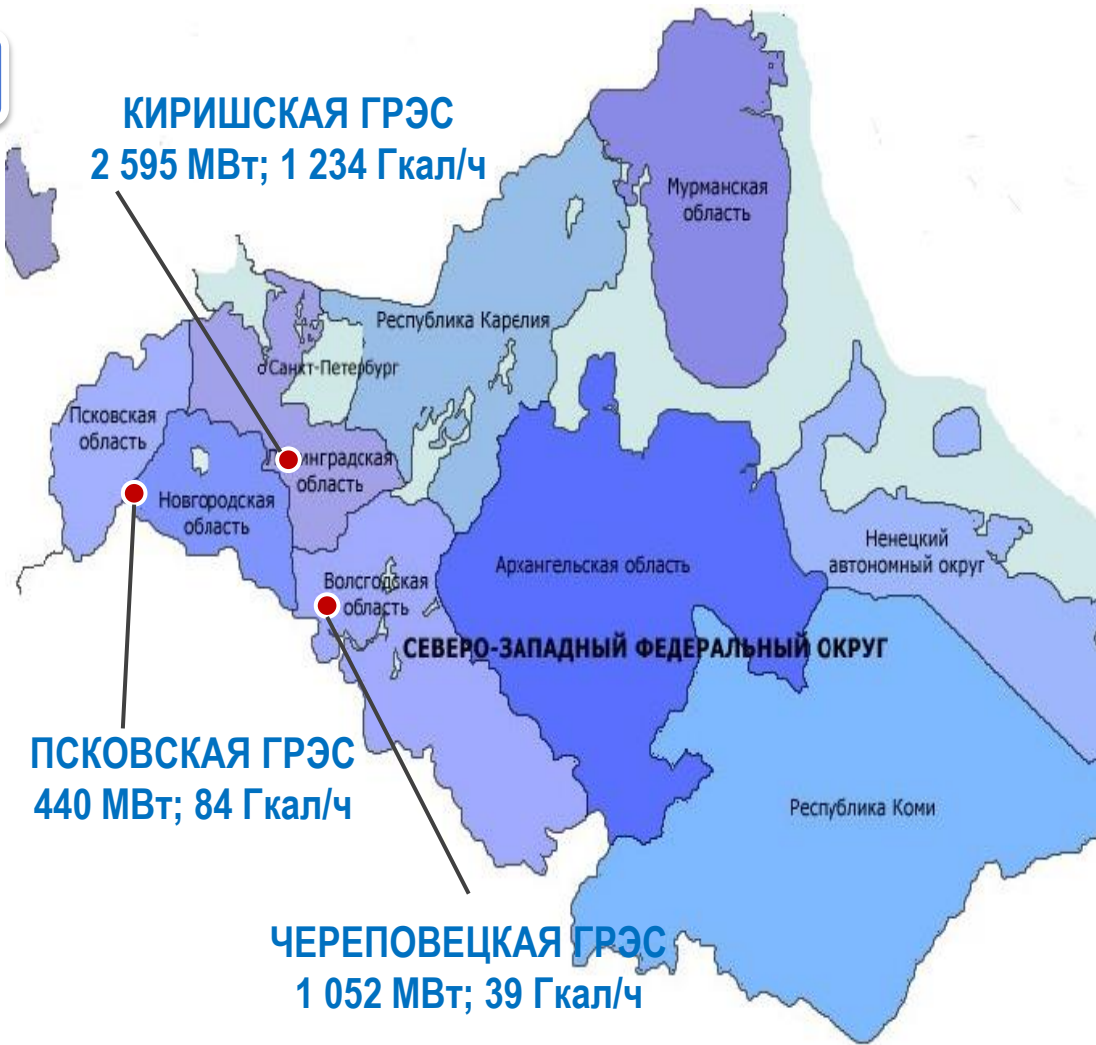 КИРИШСКАЯ ГРЭС
2 595 МВт; 1 234 Гкал/ч
Мурманская
область
Республика Карелия
Санкт-Петербург
Псковская
область
Ленинградская
область
Новгородская
область
Ненецкий
автономный округ
Архангельская область
Волсгодская
область
СЕВЕРО-ЗАПАДНЫЙ ФЕДЕРАЛЬНЫЙ ОКРУГ
ПСКОВСКАЯ ГРЭС
440 МВт; 84 Гкал/ч
Республика Коми
ЧЕРЕПОВЕЦКАЯ ГРЭС
1 052 МВт; 39 Гкал/ч